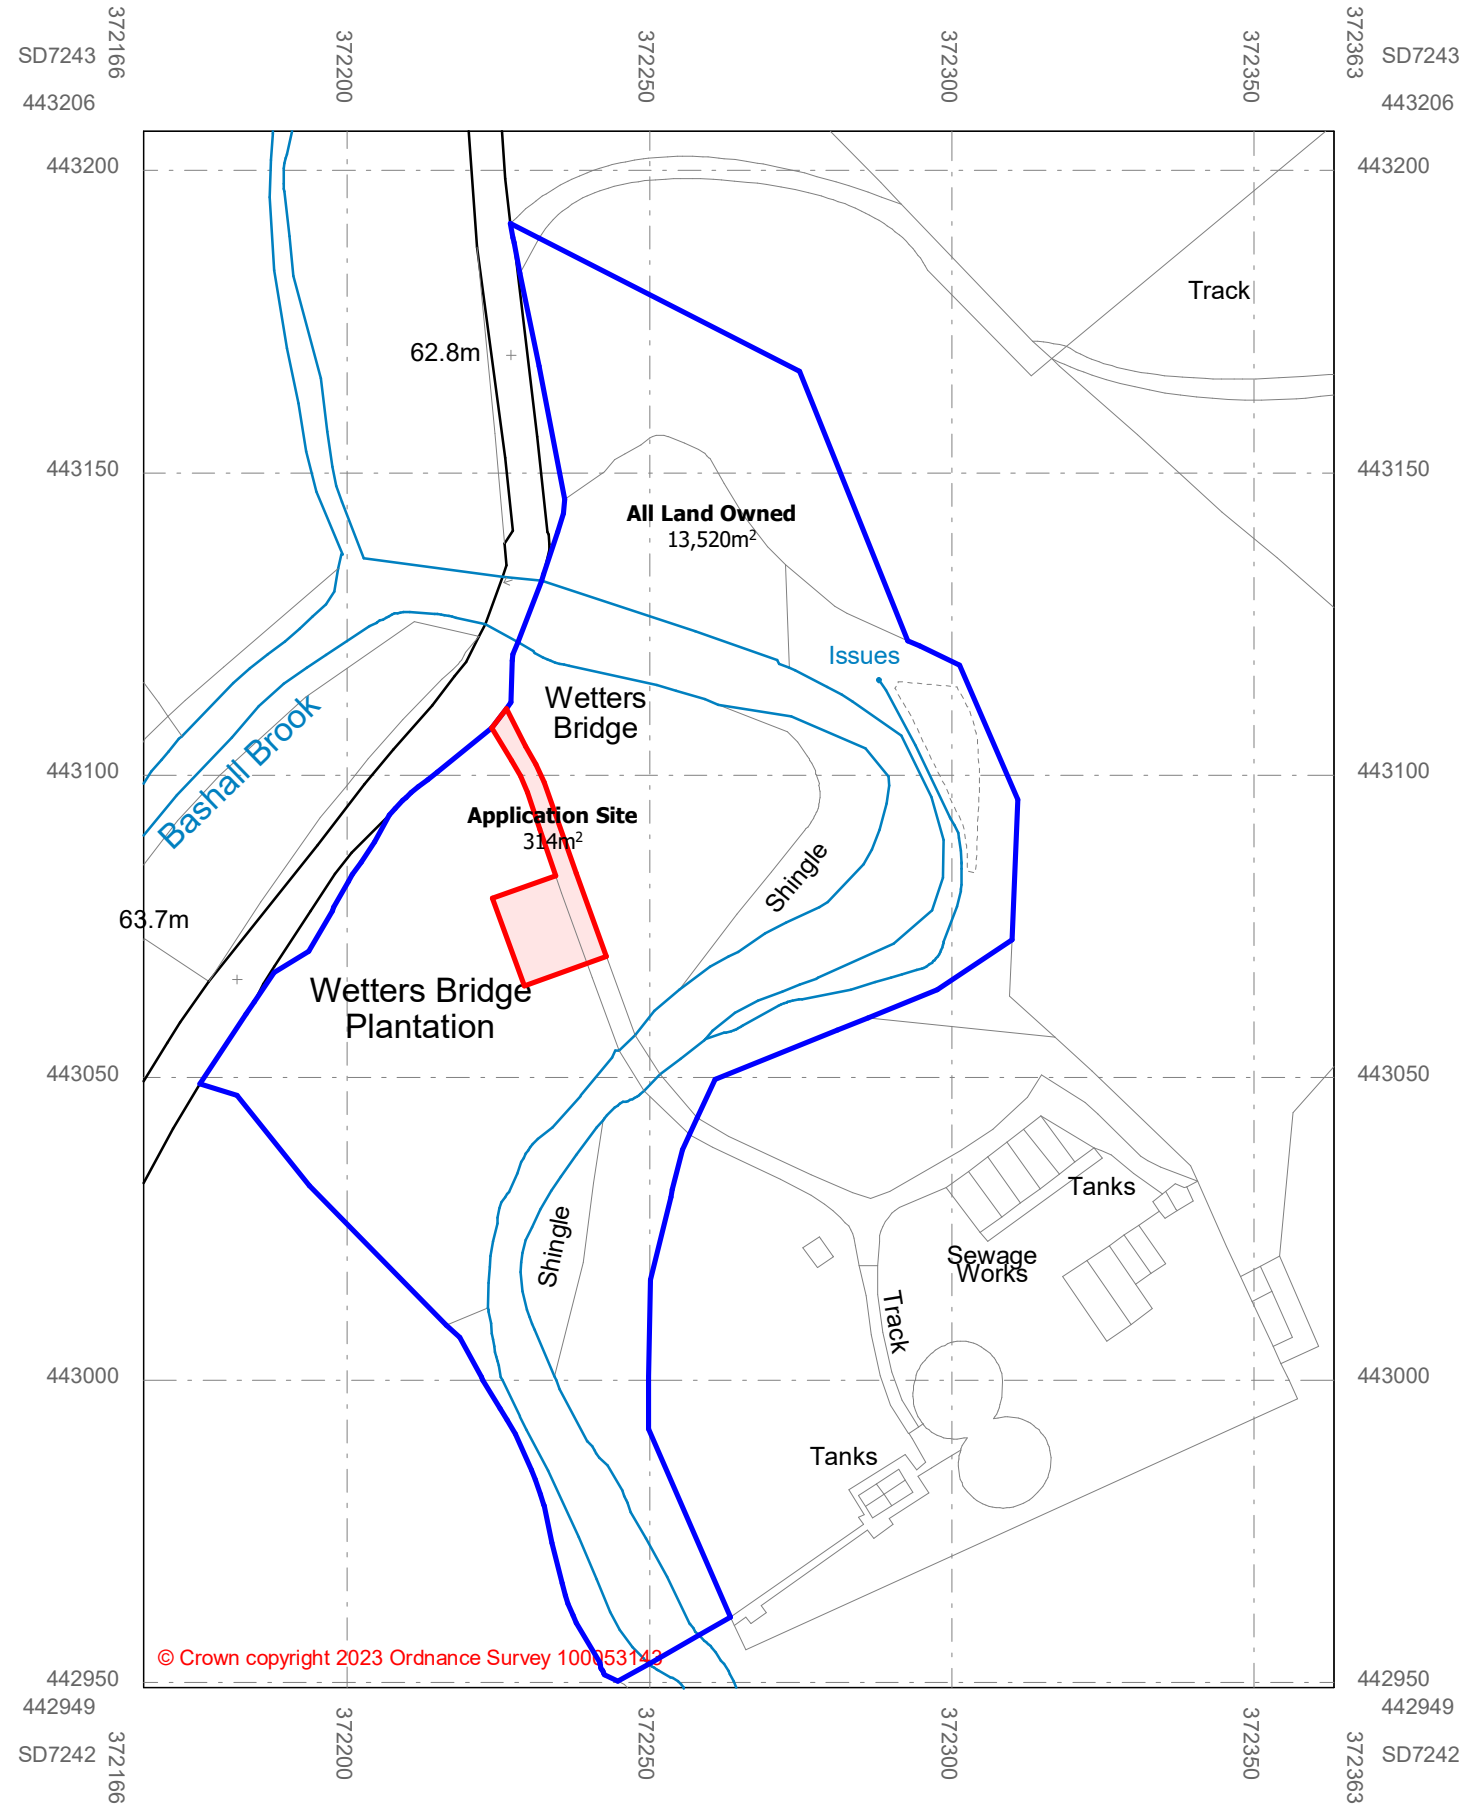 372166
372200
372250
372300
372350
372363
SD7243
SD7243
443206
443206
443200
443200
Track
62.8m
443150
443150
All Land Owned
13,520m²
Issues
Wetters
Bridge
Bashall Brook
443100
443100
Application Site
314m²
Shingle
63.7m
Wetters Bridge
Plantation
443050
443050
Tanks
Shingle
Sewage
Works
Track
443000
443000
Tanks
© Crown copyright 2023 Ordnance Survey 100053143
442950
442950
442949
442949
SD7242
SD7242
372166
372200
372250
372300
372350
372363